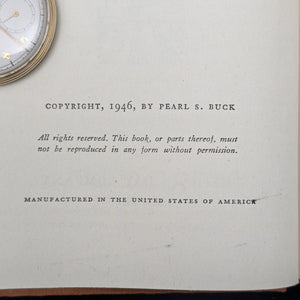 COPYRIGHT, 1946, BY PEARL S. BUCK
All rights reserved. This book, or parts thereof, must
not be reproduced in any form without permission.
MANUFACTURED IN THE UNITED STATES OF AMERICA